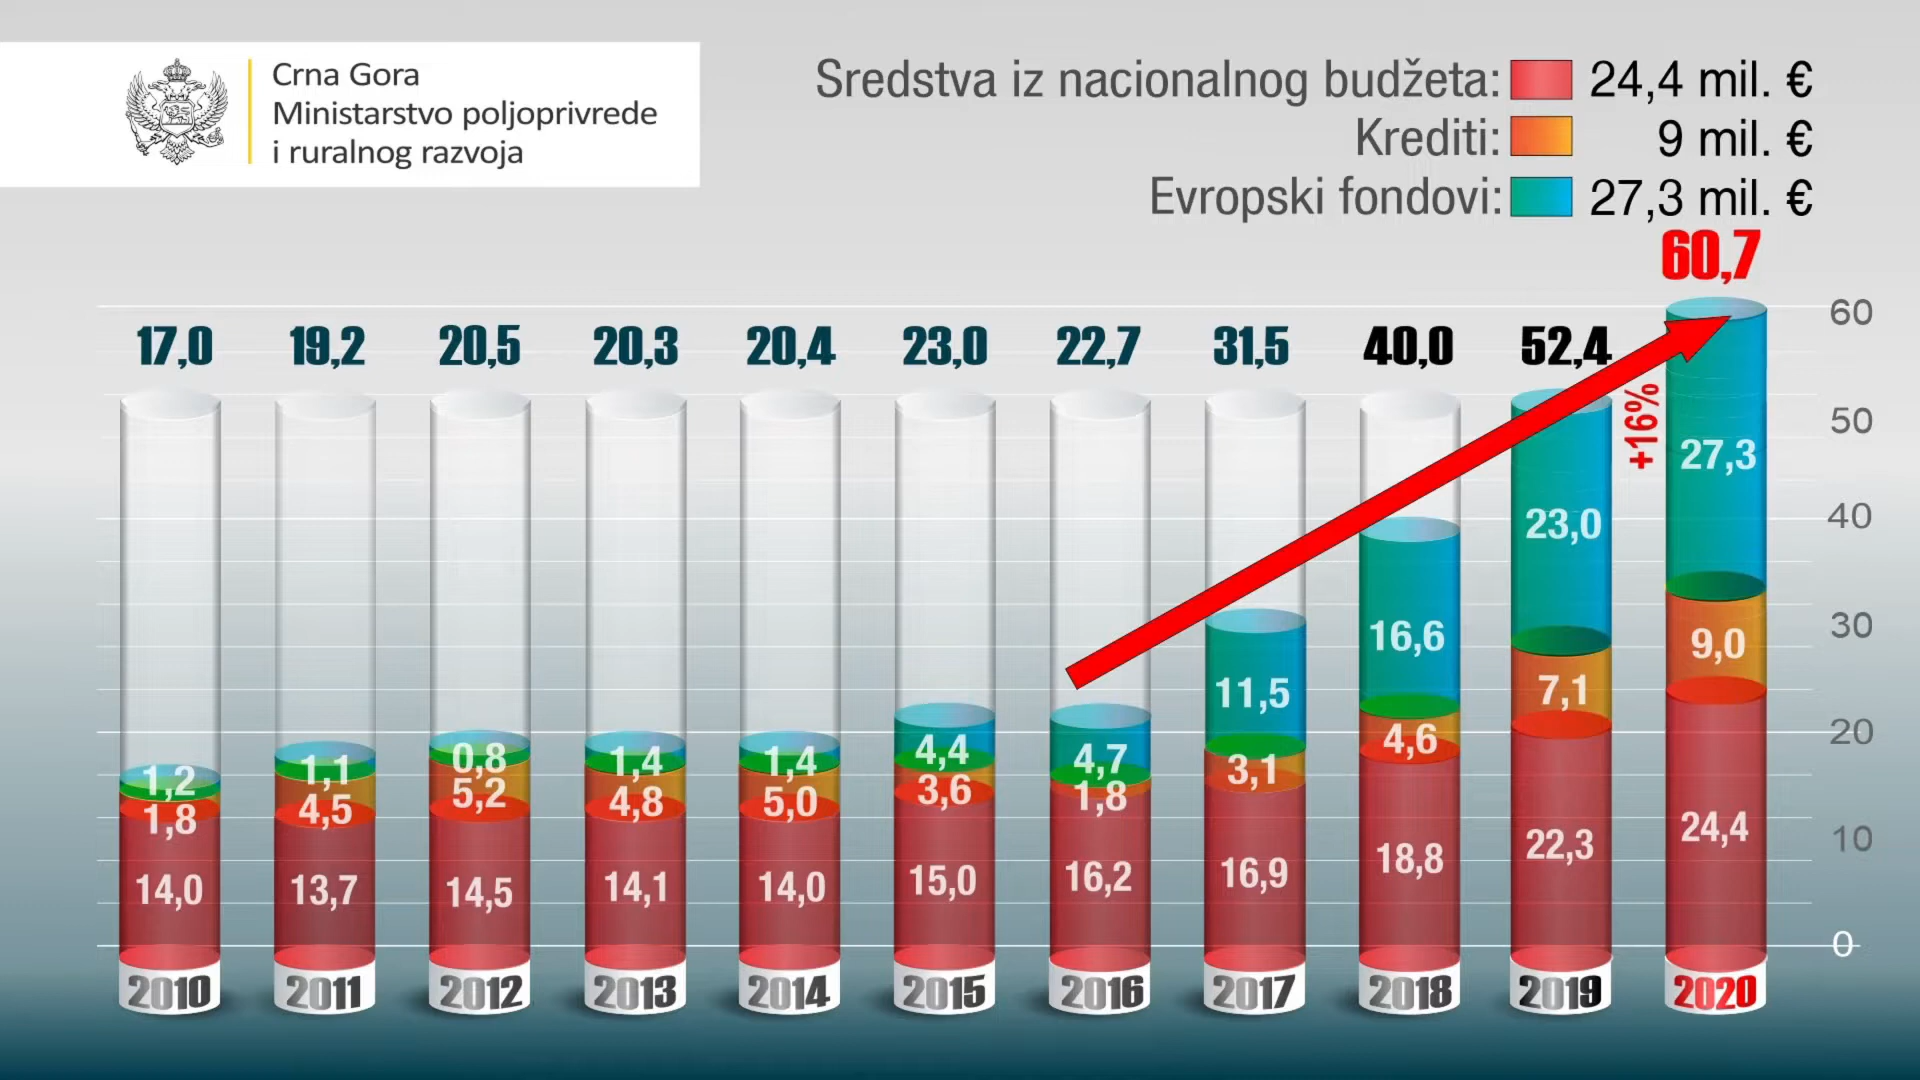 Crna Gora
Ministarstvo poljoprivrede
i ruralnog razvoja
Sredstva iz nacionalnog budžeta: 24,4 mil. €
Krediti: 9 mil. €
Evropski fondovi: 27,3 mil. €
60,7
17,0 19,2 20,5 20,3 20,4 23,0 22,7 31,5 40,0 52,4
+16%
60
50
40
30
20
10
0
1,2 1,1 0,8 1,4 1,4 4,4 4,7 11,5 16,6 23,0 27,3
1,8 4,5 5,2 4,8 5,0 3,6 1,8 3,1 4,6 7,1 9,0
14,0 13,7 14,5 14,1 14,0 15,0 16,2 16,9 18,8 22,3 24,4
2010 2011 2012 2013 2014 2015 2016 2017 2018 2019 2020